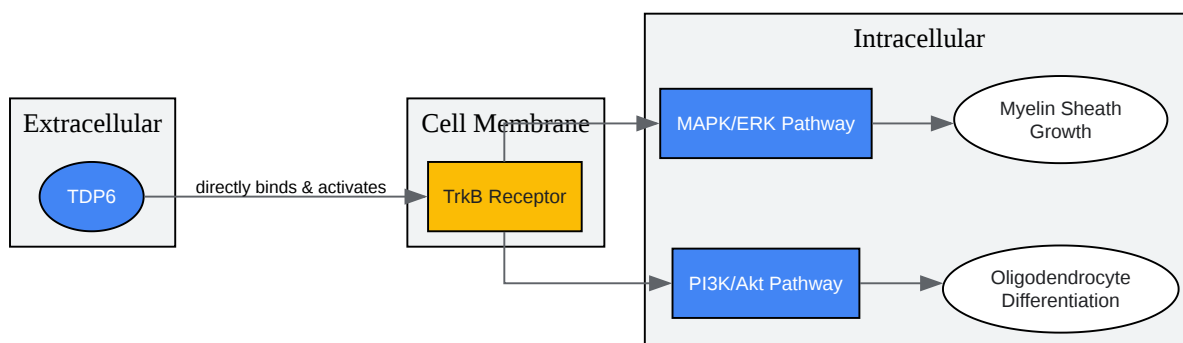 Extracellular
TDP6
directly binds & activates
Cell Membrane
TrkB Receptor
Intracellular
MAPK/ERK Pathway
Myelin Sheath
Growth
PI3K/Akt Pathway
Oligodendrocyte
Differentiation